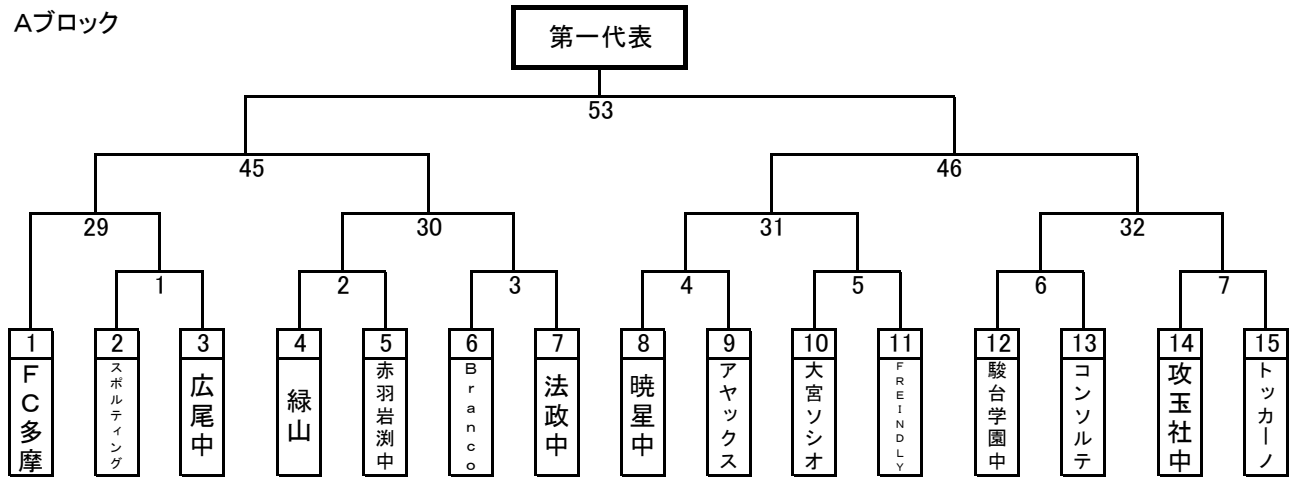 Aブロック
第一代表
53
45
46
29
30
31
32
1
2
3
4
5
6
7
1
2
3
4
5
6
7
8
9
10
11
12
13
14
15
FC多摩
スポルティング
広尾中
緑山
赤羽岩渕中
Branco
法政中
暁星中
アヤックス
大宮ソシオ
FREINDLY
駿台学園中
コンソルテ
攻玉社中
トッカーノ